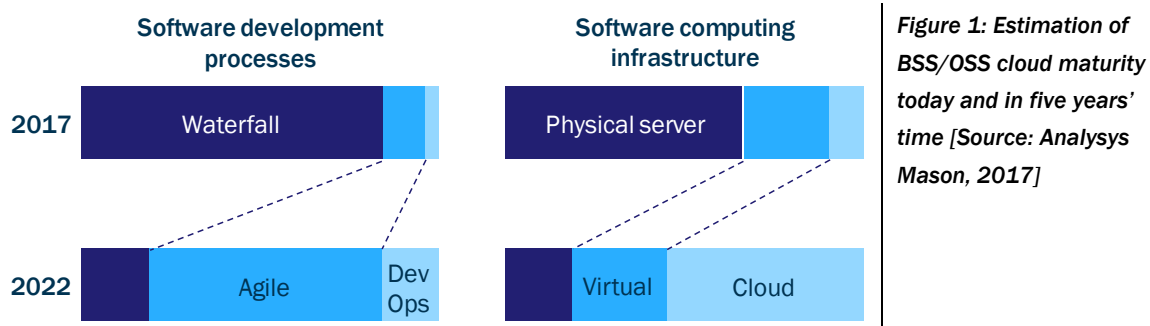 Software development
processes
Software computing
infrastructure
Figure 1: Estimation of
BSS/OSS cloud maturity
today and in five years’
time [Source: Analysys
Mason, 2017]
2017
Waterfall
Physical server
2022
Agile
Dev
Ops
Virtual
Cloud